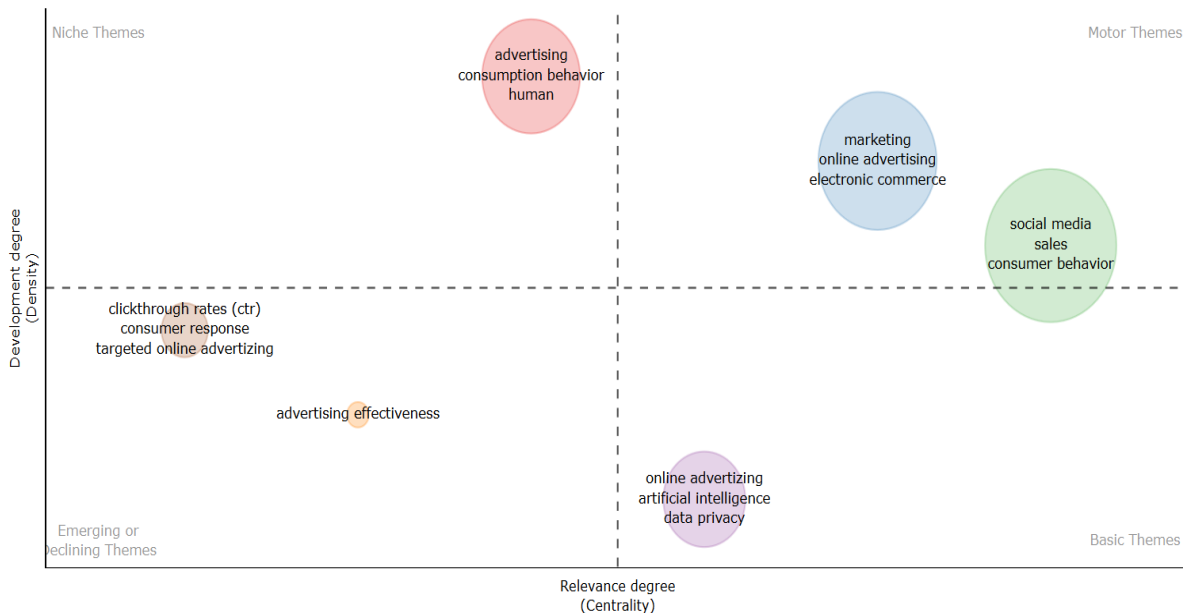 Niche Themes
Motor Themes
advertising
consumption behavior
human
marketing
online advertising
electronic commerce
social media
sales
consumer behavior
Development degree
(Density)
clickthrough rates (ctr)
consumer response
targeted online advertizing
advertising effectiveness
online advertizing
artificial intelligence
data privacy
Emerging or
Declining Themes
Basic Themes
Relevance degree
(Centrality)